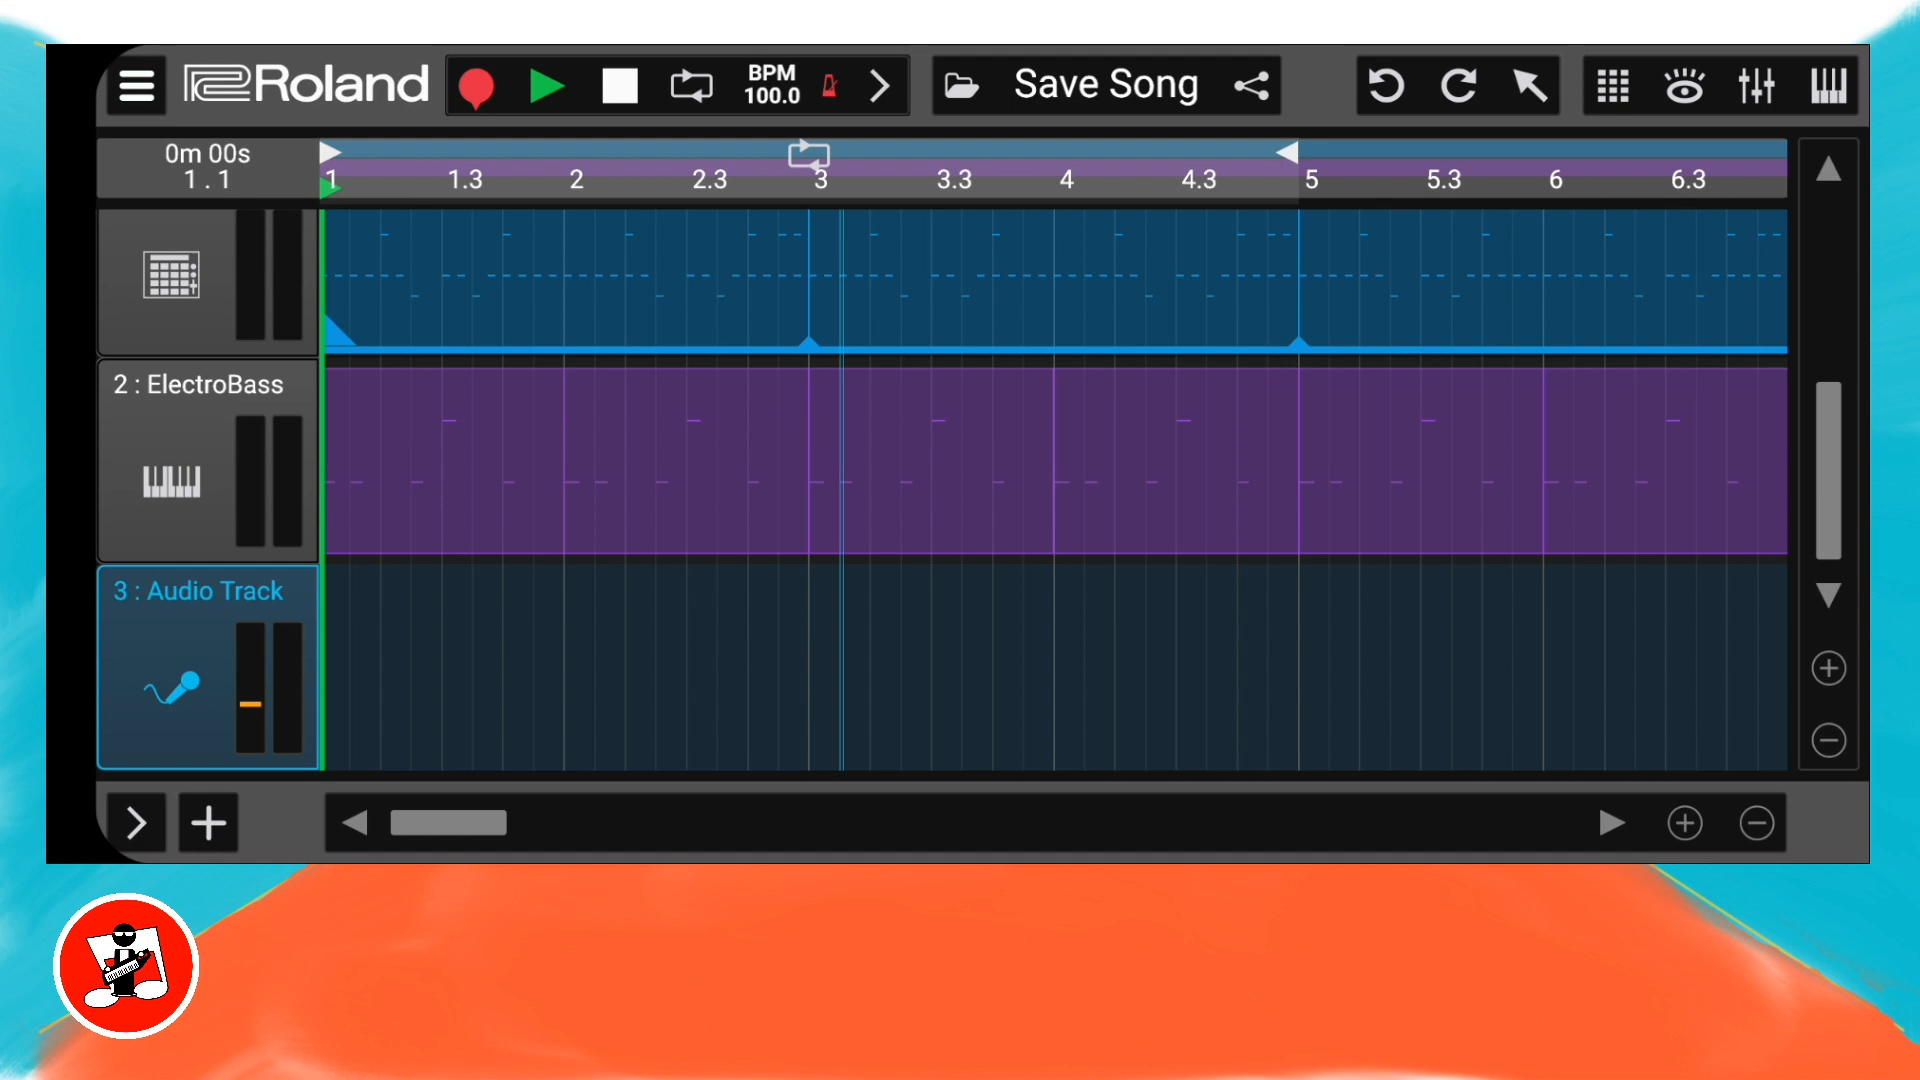 Roland
BPM
100.0
Save Song
0m 00s
1 . 1
1 1.3 2 2.3 3 3.3 4 4.3 5 5.3 6 6.3
2 : ElectroBass
3 : Audio Track